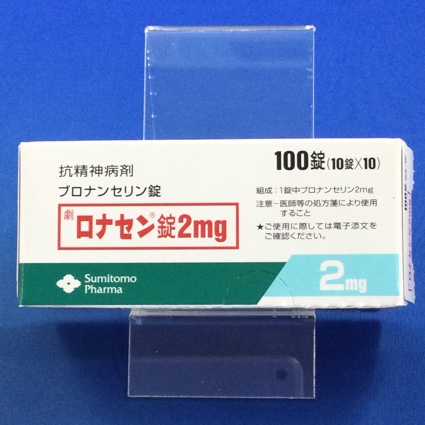 100錠(10錠×10)
抗精神病剤
ブロナンセリン錠
劇 ロナセン®錠2mg
組成：1錠中ブロナンセリン2mg
注意－医師等の処方箋により使用
すること
★ご使用に際しては電子添文を
ご確認ください。
Sumitomo
Pharma
2mg